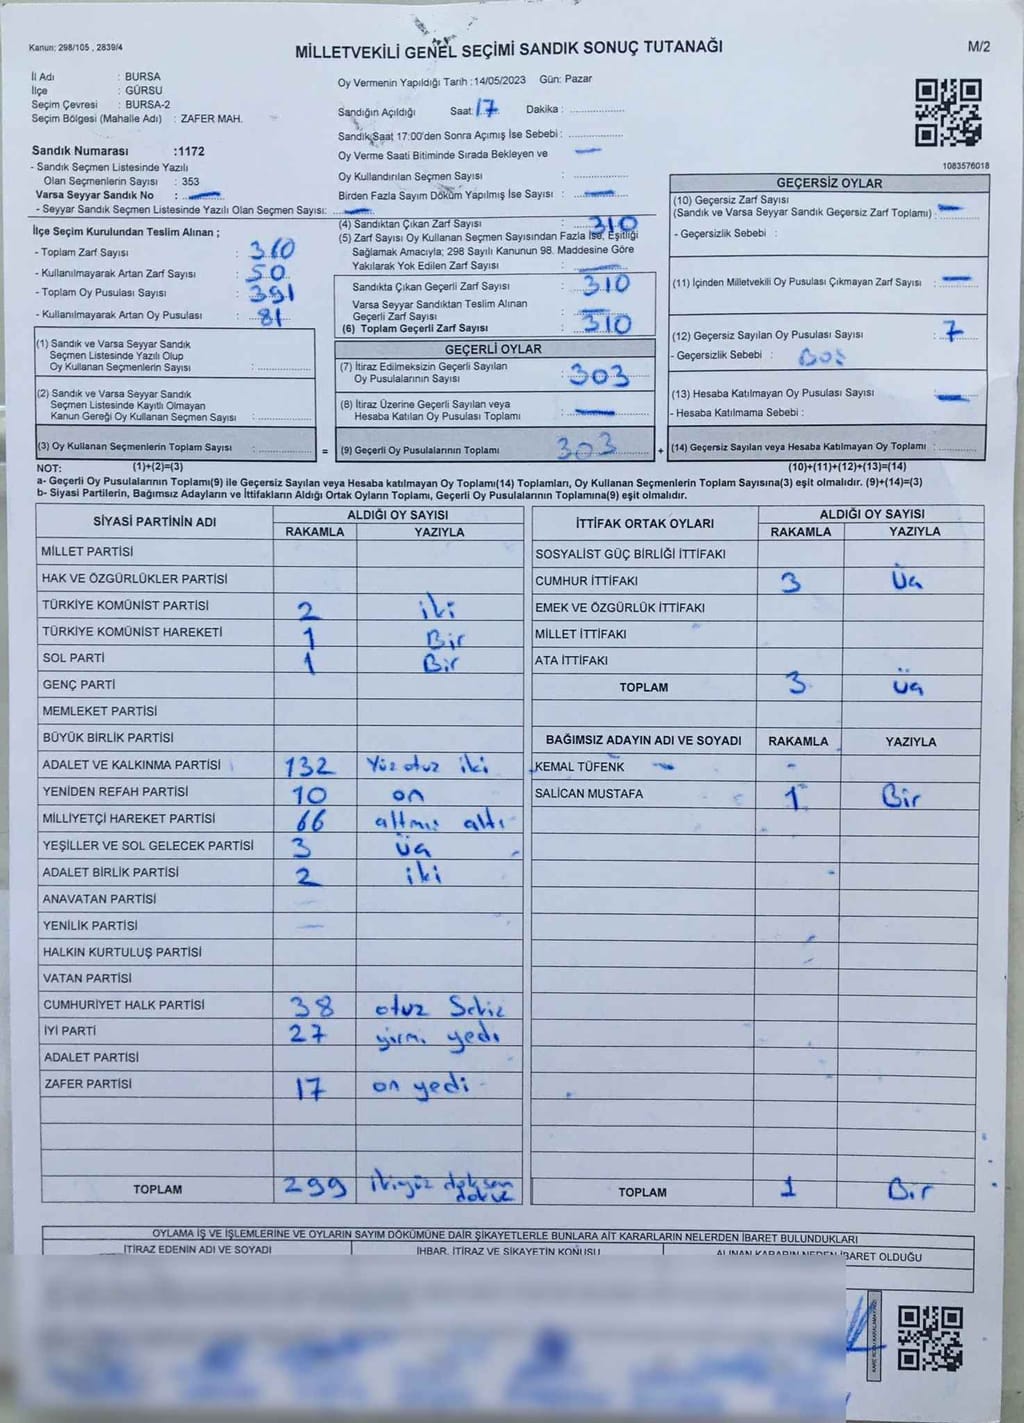 Kanun: 298/105 , 2839/4
MİLLETVEKİLİ GENEL SEÇİMİ SANDIK SONUÇ TUTANAĞI
M/2
İl Adı : BURSA
İlçe : GÜRSU
Seçim Çevresi : BURSA-2
Seçim Bölgesi (Mahalle Adı) : ZAFER MAH.
Sandık Numarası :1172
- Sandık Seçmen Listesinde Yazılı
Olan Seçmenlerin Sayısı : 353
Varsa Seyyar Sandık No : —
- Seyyar Sandık Seçmen Listesinde Yazılı Olan Seçmen Sayısı: —
Oy Vermenin Yapıldığı Tarih :14/05/2023 Gün: Pazar
Sandığın Açıldığı Saat: 17 Dakika :
Sandık Saat 17:00'den Sonra Açımış İse Sebebi :
Oy Verme Saati Bitiminde Sırada Bekleyen ve —
Oy Kullandırılan Seçmen Sayısı :
Birden Fazla Sayım Döküm Yapılmış İse Sayısı : —
1083576018
İlçe Seçim Kurulundan Teslim Alınan ;
- Toplam Zarf Sayısı : 360
- Kullanılmayarak Artan Zarf Sayısı : 50
- Toplam Oy Pusulası Sayısı : 391
- Kullanılmayarak Artan Oy Pusulası : 81
(4) Sandıktan Çıkan Zarf Sayısı : 310
(5) Zarf Sayısı Oy Kullanan Seçmen Sayısından Fazla İse, Eşitliği
Sağlamak Amacıyla; 298 Sayılı Kanunun 98. Maddesine Göre
Yakılarak Yok Edilen Zarf Sayısı : —
Sandıkta Çıkan Geçerli Zarf Sayısı : 310
Varsa Seyyar Sandıktan Teslim Alınan
Geçerli Zarf Sayısı : —
(6) Toplam Geçerli Zarf Sayısı : 310
GEÇERSİZ OYLAR
(10) Geçersiz Zarf Sayısı
(Sandık ve Varsa Seyyar Sandık Geçersiz Zarf Toplamı) : —
- Geçersizlik Sebebi :
(11) İçinden Milletvekili Oy Pusulası Çıkmayan Zarf Sayısı : —
(12) Geçersiz Sayılan Oy Pusulası Sayısı : 7
- Geçersizlik Sebebi : Boş
(13) Hesaba Katılmayan Oy Pusulası Sayısı : —
- Hesaba Katılmama Sebebi :
(1) Sandık ve Varsa Seyyar Sandık
Seçmen Listesinde Yazılı Olup
Oy Kullanan Seçmenlerin Sayısı :
(2) Sandık ve Varsa Seyyar Sandık
Seçmen Listesinde Kayıtlı Olmayan
Kanun Gereği Oy Kullanan Seçmen Sayısı :
GEÇERLİ OYLAR
(7) İtiraz Edilmeksizin Geçerli Sayılan
Oy Pusulalarının Sayısı : 303
(8) İtiraz Üzerine Geçerli Sayılan veya
Hesaba Katılan Oy Pusulası Toplamı : —
(3) Oy Kullanan Seçmenlerin Toplam Sayısı : = (9) Geçerli Oy Pusulalarının Toplamı 303 + (14) Geçersiz Sayılan veya Hesaba Katılmayan Oy Toplamı :
NOT: (1)+(2)=(3) (10)+(11)+(12)+(13)=(14)
a- Geçerli Oy Pusulalarının Toplamı(9) ile Geçersiz Sayılan veya Hesaba katılmayan Oy Toplamı(14) Toplamları, Oy Kullanan Seçmenlerin Toplam Sayısına(3) eşit olmalıdır. (9)+(14)=(3)
b- Siyasi Partilerin, Bağımsız Adayların ve İttifakların Aldığı Ortak Oyların Toplamı, Geçerli Oy Pusulalarının Toplamına(9) eşit olmalıdır.
SİYASİ PARTİNİN ADI ALDIĞI OY SAYISI
RAKAMLA YAZIYLA
MİLLET PARTİSİ
HAK VE ÖZGÜRLÜKLER PARTİSİ
TÜRKİYE KOMÜNİST PARTİSİ 2 iki
TÜRKİYE KOMÜNİST HAREKETİ 1 Bir
SOL PARTİ 1 Bir
GENÇ PARTİ
MEMLEKET PARTİSİ
BÜYÜK BİRLİK PARTİSİ
ADALET VE KALKINMA PARTİSİ 132 Yüz otuz iki
YENİDEN REFAH PARTİSİ 10 on
MİLLİYETÇİ HAREKET PARTİSİ 66 altmış altı
YEŞİLLER VE SOL GELECEK PARTİSİ 3 üç
ADALET BİRLİK PARTİSİ 2 iki
ANAVATAN PARTİSİ —
YENİLİK PARTİSİ —
HALKIN KURTULUŞ PARTİSİ
VATAN PARTİSİ
CUMHURİYET HALK PARTİSİ 38 otuz Sekiz
İYİ PARTİ 27 yirmi yedi
ADALET PARTİSİ
ZAFER PARTİSİ 17 on yedi
TOPLAM 299 ikiyüz doksan dokuz
İTTİFAK ORTAK OYLARI ALDIĞI OY SAYISI
RAKAMLA YAZIYLA
SOSYALİST GÜÇ BİRLİĞİ İTTİFAKI
CUMHUR İTTİFAKI 3 üç
EMEK VE ÖZGÜRLÜK İTTİFAKI
MİLLET İTTİFAKI
ATA İTTİFAKI
TOPLAM 3 üç
BAĞIMSIZ ADAYIN ADI VE SOYADI RAKAMLA YAZIYLA
KEMAL TÜFENK — -
SALİCAN MUSTAFA 1 Bir
TOPLAM 1 Bir
OYLAMA İŞ VE İŞLEMLERİNE VE OYLARIN SAYIM DÖKÜMÜNE DAİR ŞİKAYETLERLE BUNLARA AİT KARARLARIN NELERDEN İBARET BULUNDUKLARI
İTİRAZ EDENİN ADI VE SOYADI İHBAR, İTİRAZ VE ŞİKAYETİN KONUSU ALINAN KARARIN NEDEN İBARET OLDUĞU